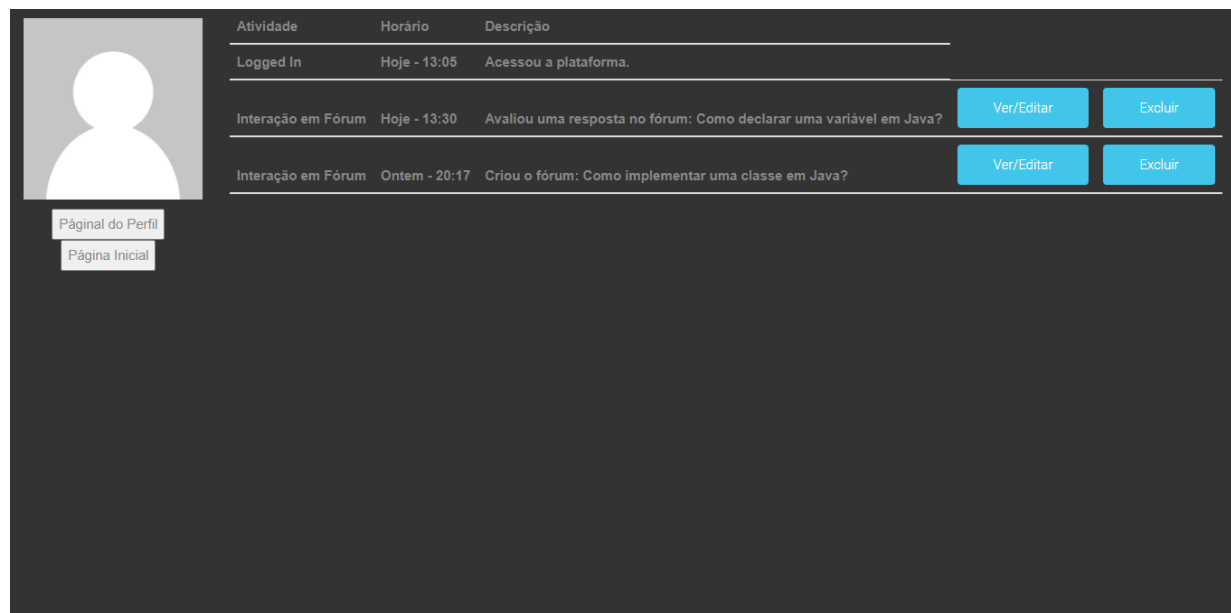 Atividade Horário Descrição
Logged In Hoje - 13:05 Acessou a plataforma.
Interação em Fórum Hoje - 13:30 Avaliou uma resposta no fórum: Como declarar uma variável em Java? Ver/Editar Excluir
Interação em Fórum Ontem - 20:17 Criou o fórum: Como implementar uma classe em Java? Ver/Editar Excluir
Páginal do Perfil
Página Inicial